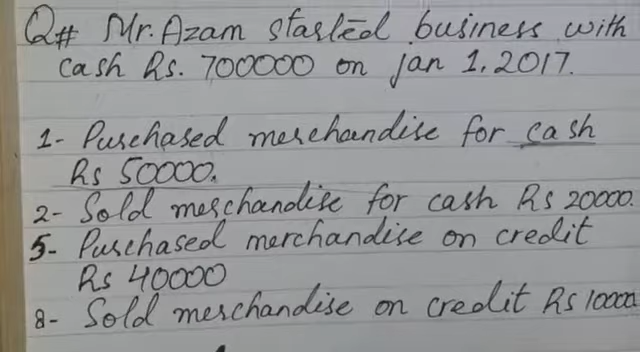 Q# Mr. Azam started business with
cash Rs. 700000 on jan 1, 2017.
1- Purchased merchandise for cash
Rs 50000.
2- Sold merchandise for cash Rs 20000.
5- Purchased merchandise on credit
Rs 40000
8- Sold merchandise on credit Rs 10000